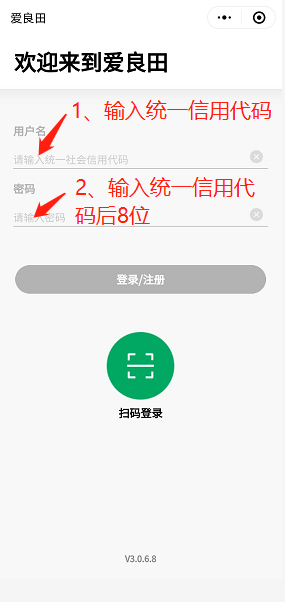 爱良田
欢迎来到爱良田
1、输入统一信用代码
用户名
请输入统一社会信用代码
密码
2、输入统一信用代
码后8位
请输入密码
登录/注册
扫码登录
V3.0.6.8